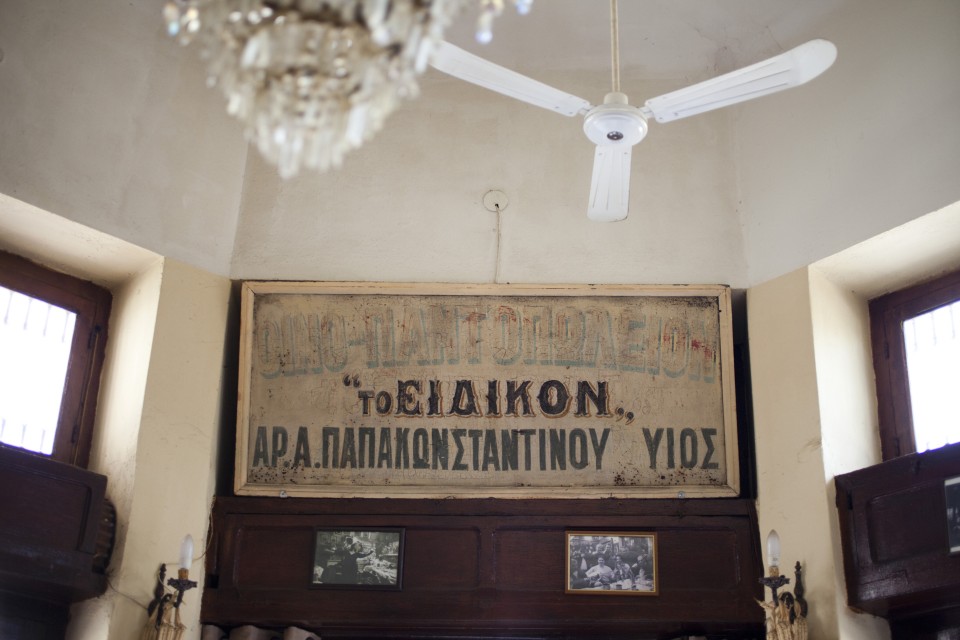 ΟΙΝΟ-ΠΑΝΤΟΠΩΛΕΙΟΝ
“ΤΟ ΕΙΔΙΚΟΝ„
ΑΡ.Α.ΠΑΠΑΚΩΝΣΤΑΝΤΙΝΟΥ ΥΙΟΣ